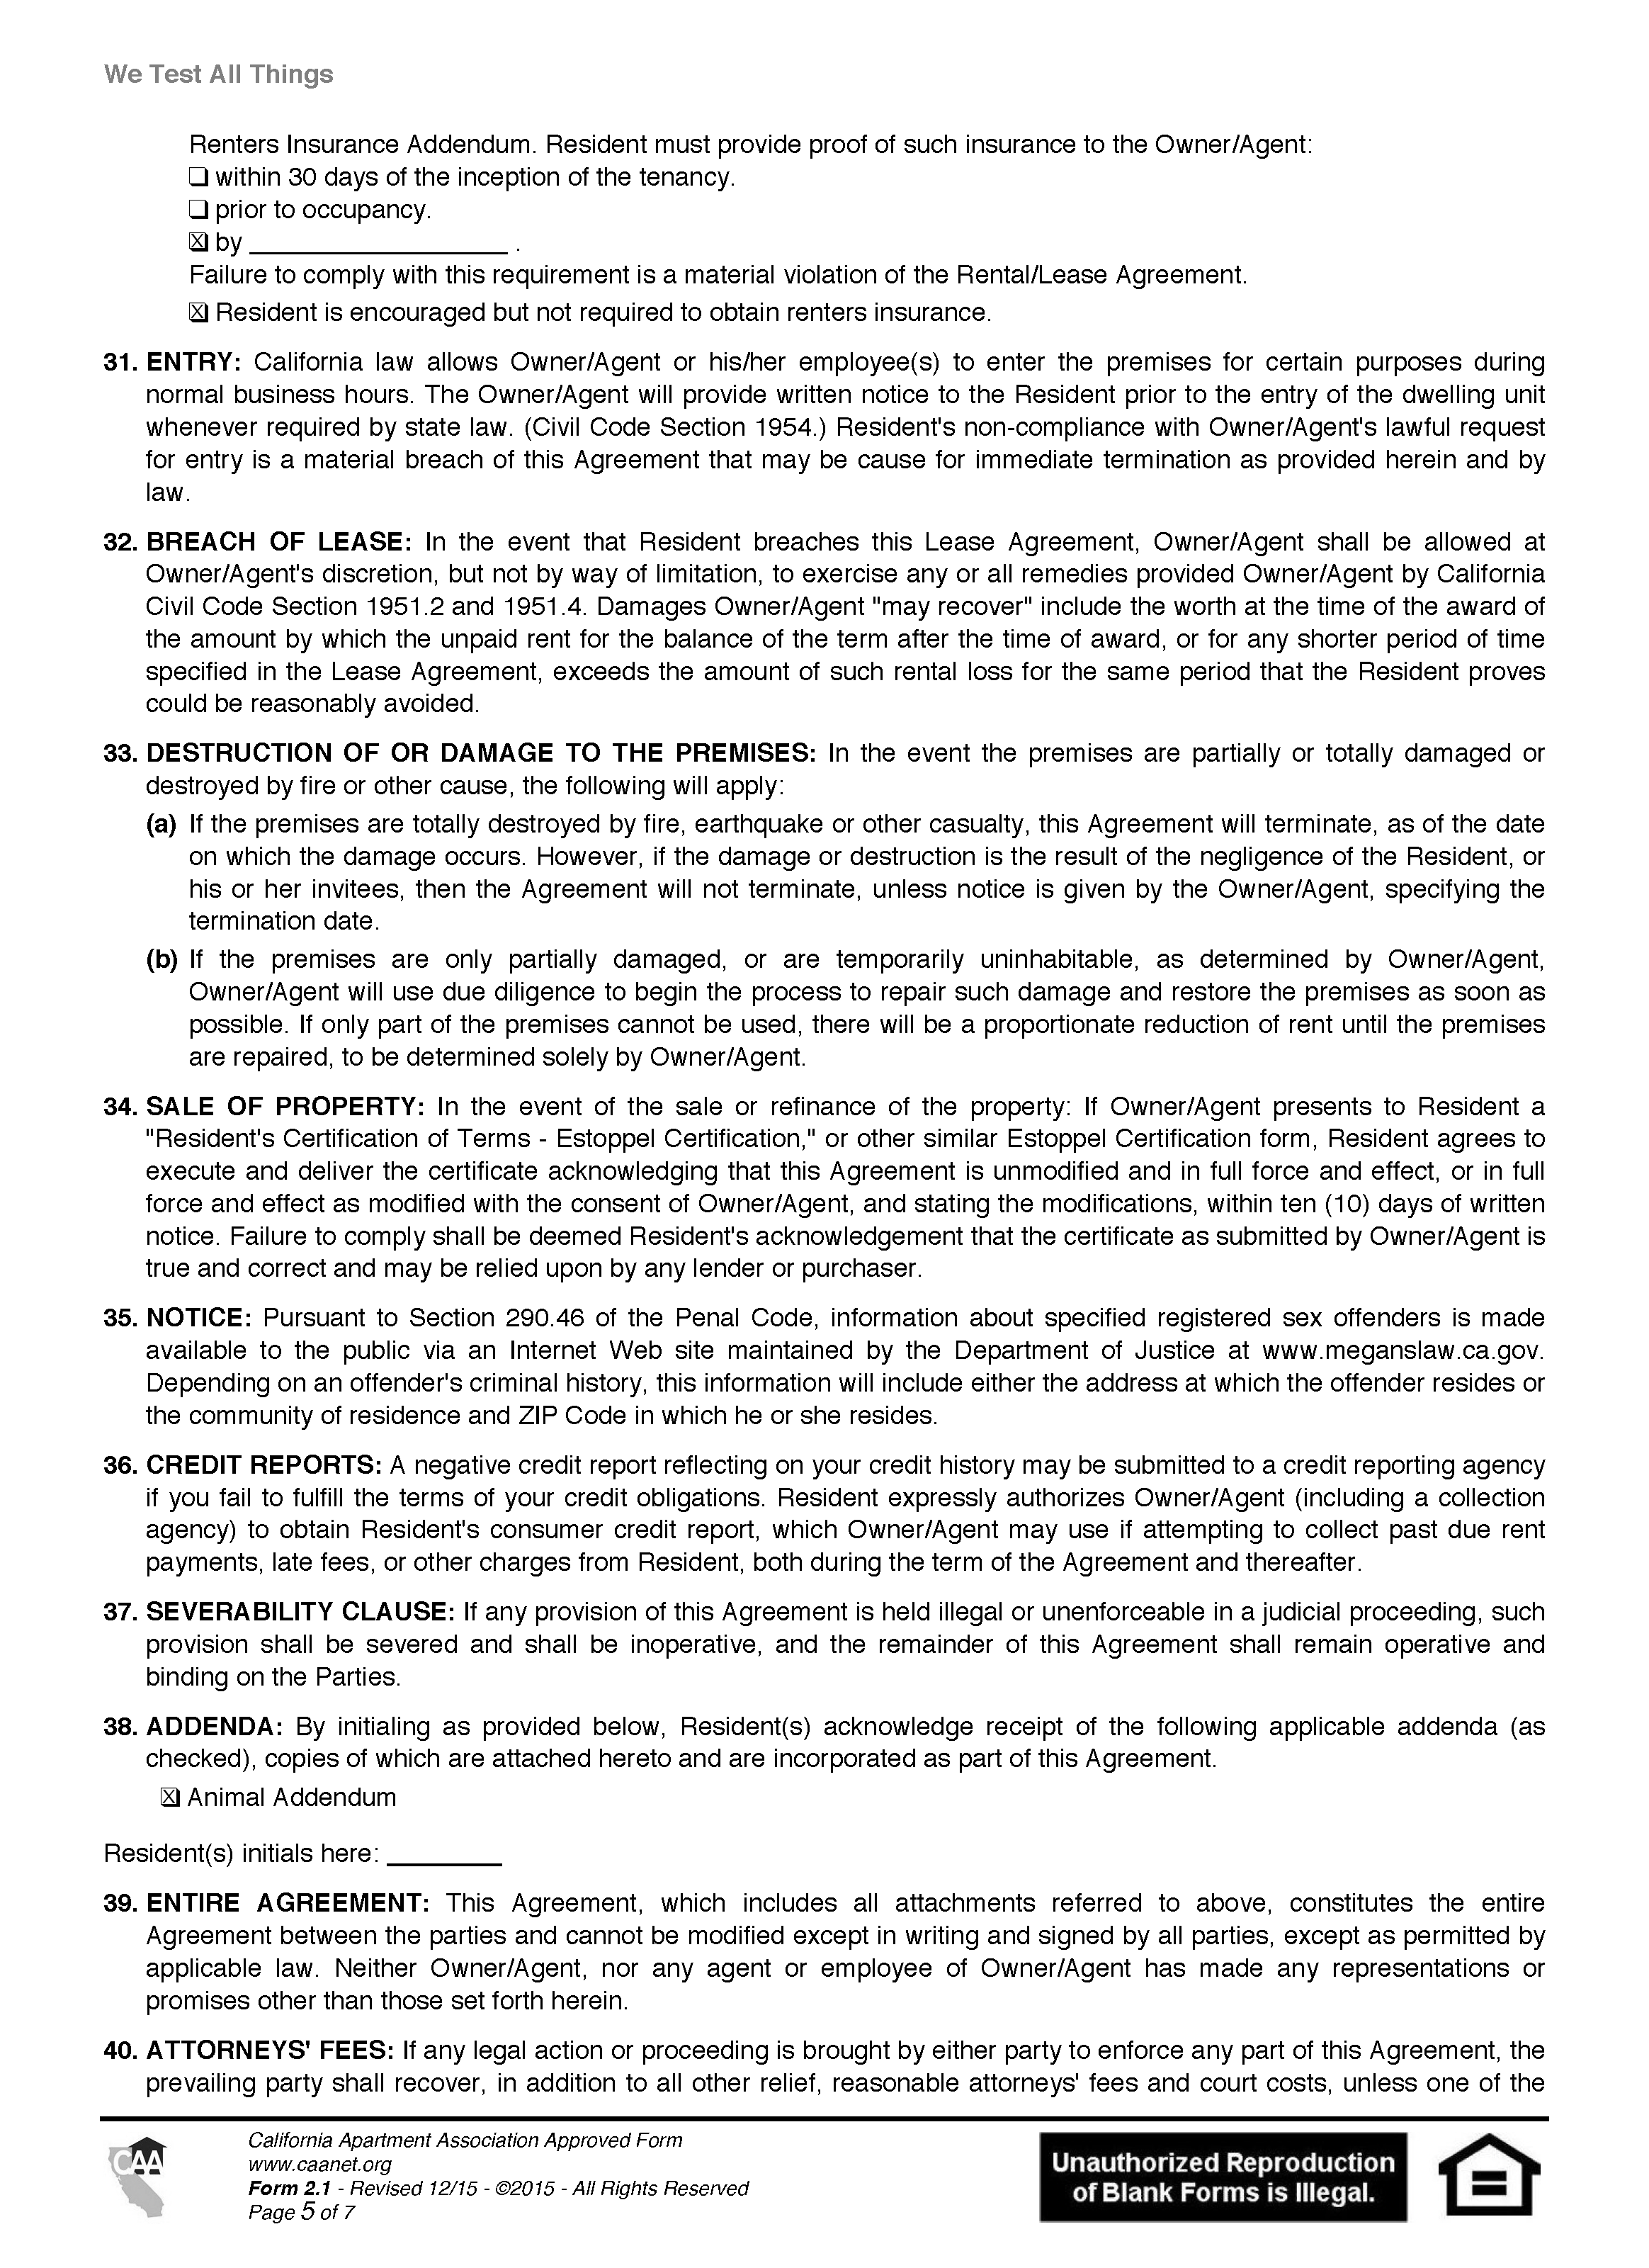 We Test All Things
Renters Insurance Addendum. Resident must provide proof of such insurance to the Owner/Agent:
❑ within 30 days of the inception of the tenancy.
❑ prior to occupancy.
☒ by ___________________ .
Failure to comply with this requirement is a material violation of the Rental/Lease Agreement.
☒ Resident is encouraged but not required to obtain renters insurance.
31. ENTRY: California law allows Owner/Agent or his/her employee(s) to enter the premises for certain purposes during
normal business hours. The Owner/Agent will provide written notice to the Resident prior to the entry of the dwelling unit
whenever required by state law. (Civil Code Section 1954.) Resident's non-compliance with Owner/Agent's lawful request
for entry is a material breach of this Agreement that may be cause for immediate termination as provided herein and by
law.
32. BREACH OF LEASE: In the event that Resident breaches this Lease Agreement, Owner/Agent shall be allowed at
Owner/Agent's discretion, but not by way of limitation, to exercise any or all remedies provided Owner/Agent by California
Civil Code Section 1951.2 and 1951.4. Damages Owner/Agent "may recover" include the worth at the time of the award of
the amount by which the unpaid rent for the balance of the term after the time of award, or for any shorter period of time
specified in the Lease Agreement, exceeds the amount of such rental loss for the same period that the Resident proves
could be reasonably avoided.
33. DESTRUCTION OF OR DAMAGE TO THE PREMISES: In the event the premises are partially or totally damaged or
destroyed by fire or other cause, the following will apply:
(a) If the premises are totally destroyed by fire, earthquake or other casualty, this Agreement will terminate, as of the date
on which the damage occurs. However, if the damage or destruction is the result of the negligence of the Resident, or
his or her invitees, then the Agreement will not terminate, unless notice is given by the Owner/Agent, specifying the
termination date.
(b) If the premises are only partially damaged, or are temporarily uninhabitable, as determined by Owner/Agent,
Owner/Agent will use due diligence to begin the process to repair such damage and restore the premises as soon as
possible. If only part of the premises cannot be used, there will be a proportionate reduction of rent until the premises
are repaired, to be determined solely by Owner/Agent.
34. SALE OF PROPERTY: In the event of the sale or refinance of the property: If Owner/Agent presents to Resident a
"Resident's Certification of Terms - Estoppel Certification," or other similar Estoppel Certification form, Resident agrees to
execute and deliver the certificate acknowledging that this Agreement is unmodified and in full force and effect, or in full
force and effect as modified with the consent of Owner/Agent, and stating the modifications, within ten (10) days of written
notice. Failure to comply shall be deemed Resident's acknowledgement that the certificate as submitted by Owner/Agent is
true and correct and may be relied upon by any lender or purchaser.
35. NOTICE: Pursuant to Section 290.46 of the Penal Code, information about specified registered sex offenders is made
available to the public via an Internet Web site maintained by the Department of Justice at www.meganslaw.ca.gov.
Depending on an offender's criminal history, this information will include either the address at which the offender resides or
the community of residence and ZIP Code in which he or she resides.
36. CREDIT REPORTS: A negative credit report reflecting on your credit history may be submitted to a credit reporting agency
if you fail to fulfill the terms of your credit obligations. Resident expressly authorizes Owner/Agent (including a collection
agency) to obtain Resident's consumer credit report, which Owner/Agent may use if attempting to collect past due rent
payments, late fees, or other charges from Resident, both during the term of the Agreement and thereafter.
37. SEVERABILITY CLAUSE: If any provision of this Agreement is held illegal or unenforceable in a judicial proceeding, such
provision shall be severed and shall be inoperative, and the remainder of this Agreement shall remain operative and
binding on the Parties.
38. ADDENDA: By initialing as provided below, Resident(s) acknowledge receipt of the following applicable addenda (as
checked), copies of which are attached hereto and are incorporated as part of this Agreement.
☒ Animal Addendum
Resident(s) initials here: ________
39. ENTIRE AGREEMENT: This Agreement, which includes all attachments referred to above, constitutes the entire
Agreement between the parties and cannot be modified except in writing and signed by all parties, except as permitted by
applicable law. Neither Owner/Agent, nor any agent or employee of Owner/Agent has made any representations or
promises other than those set forth herein.
40. ATTORNEYS' FEES: If any legal action or proceeding is brought by either party to enforce any part of this Agreement, the
prevailing party shall recover, in addition to all other relief, reasonable attorneys' fees and court costs, unless one of the
CAA
California Apartment Association Approved Form
www.caanet.org
Form 2.1 - Revised 12/15 - ©2015 - All Rights Reserved
Page 5 of 7
Unauthorized Reproduction
of Blank Forms is Illegal.